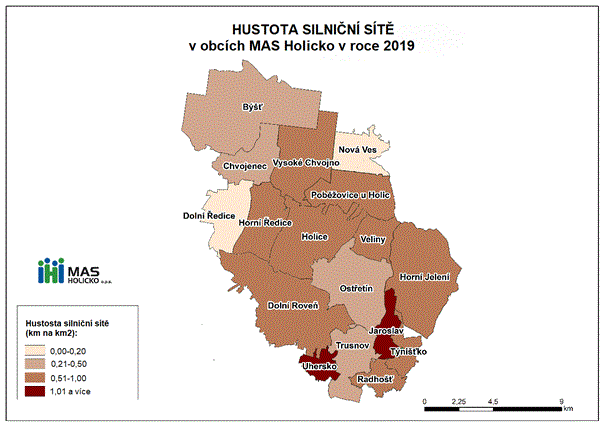 HUSTOTA SILNIČNÍ SÍTĚ
v obcích MAS Holicko v roce 2019
Býšť
Nová Ves
Chvojenec
Vysoké Chvojno
Poběžovice u Holic
Dolní Ředice
Horní Ředice
Holice
Veliny
Horní Jelení
Ostřetín
Dolní Roveň
Jaroslav
Trusnov
Týnišťko
Uhersko
Radhošť
MAS
HOLICKO o.p.s.
Hustosta silniční sítě
(km na km2):
0,00-0,20
0,21-0,50
0,51-1,00
1,01 a více
0 2,25 4,5 9
km